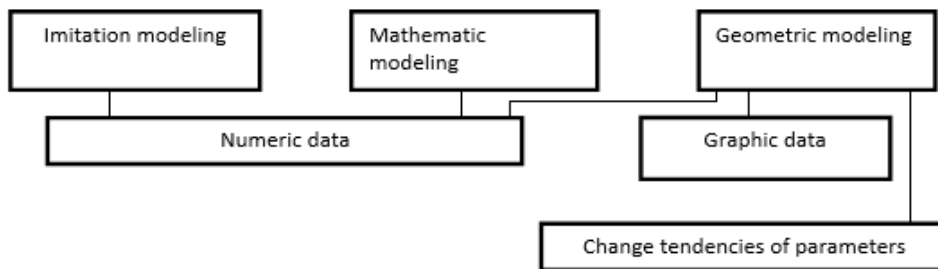 Imitation modeling
Mathematic
modeling
Geometric modeling
Numeric data
Graphic data
Change tendencies of parameters